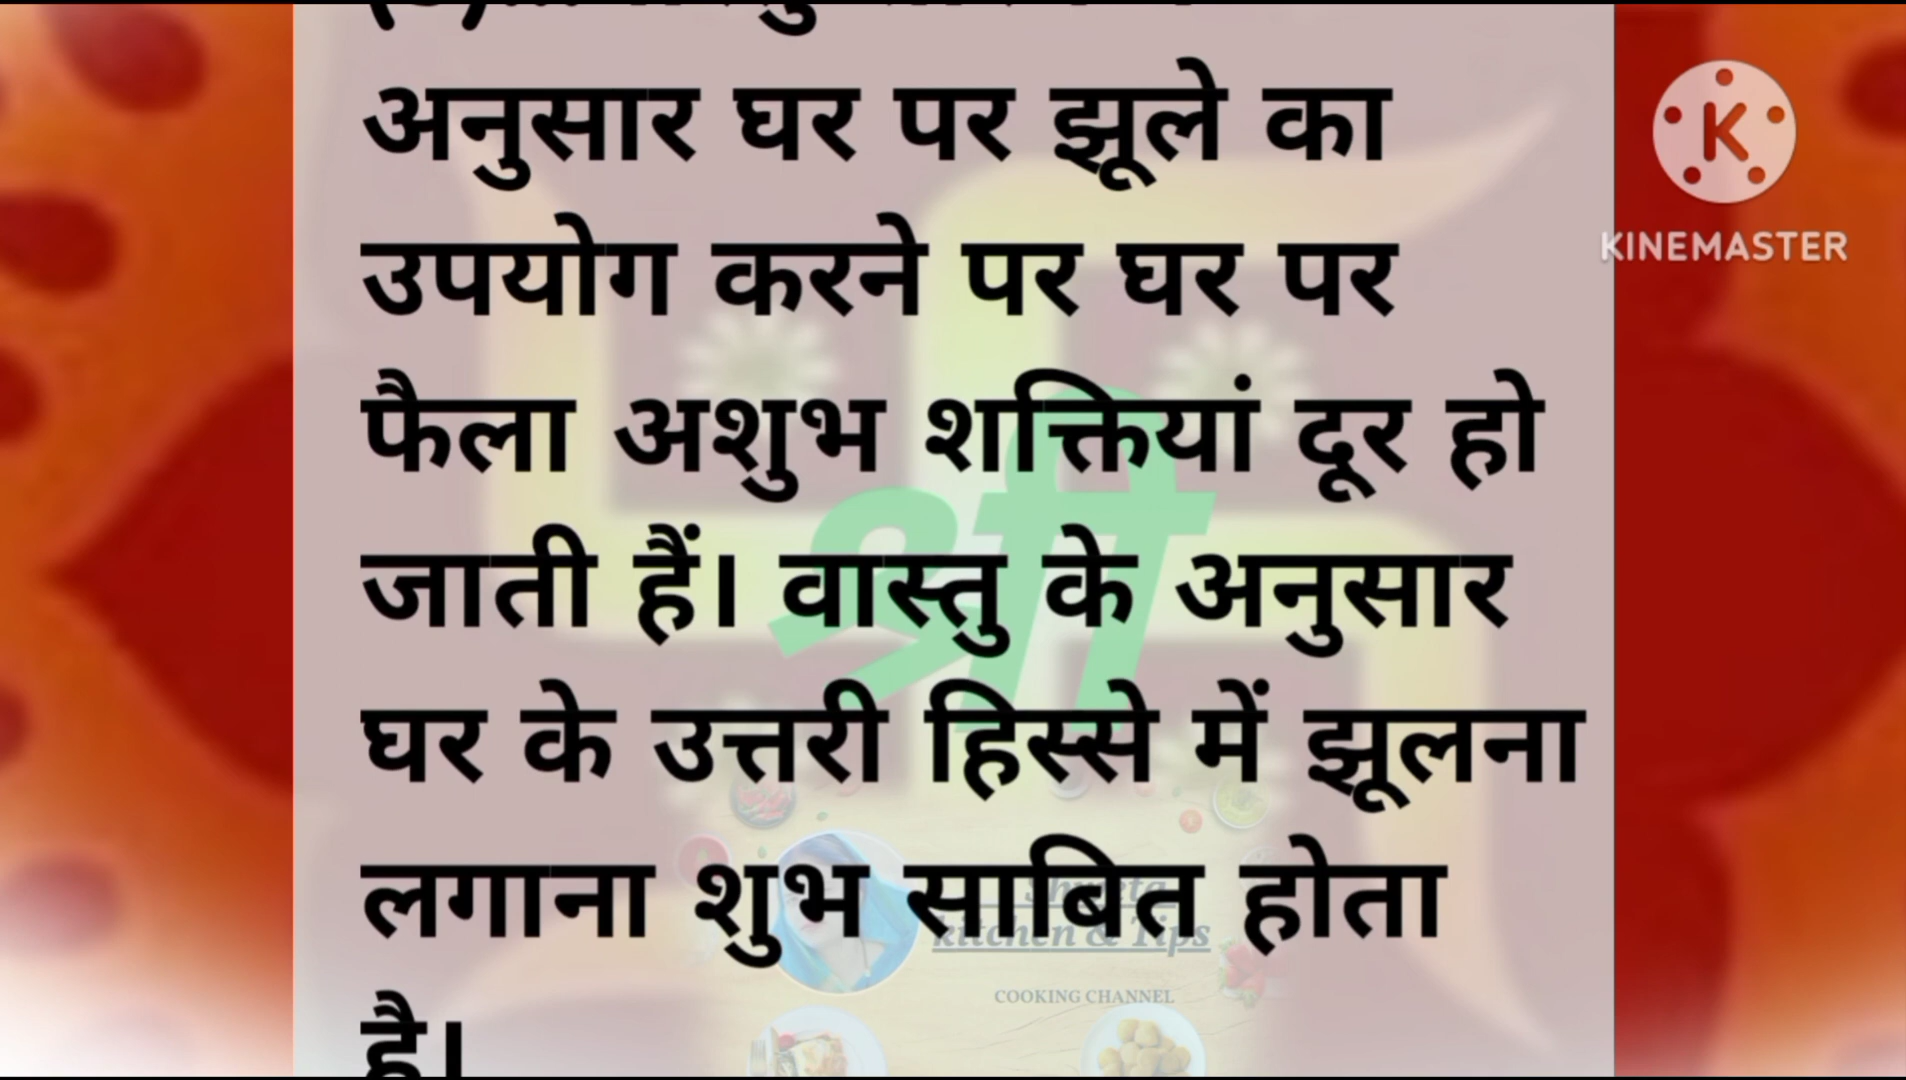 अनुसार घर पर झूले का
उपयोग करने पर घर पर
फैला अशुभ शक्तियां दूर हो
जाती हैं। वास्तु के अनुसार
घर के उत्तरी हिस्से में झूलना
लगाना शुभ साबित होता
है।
श्री
K
KINEMASTER
kitchen & Tips
COOKING CHANNEL